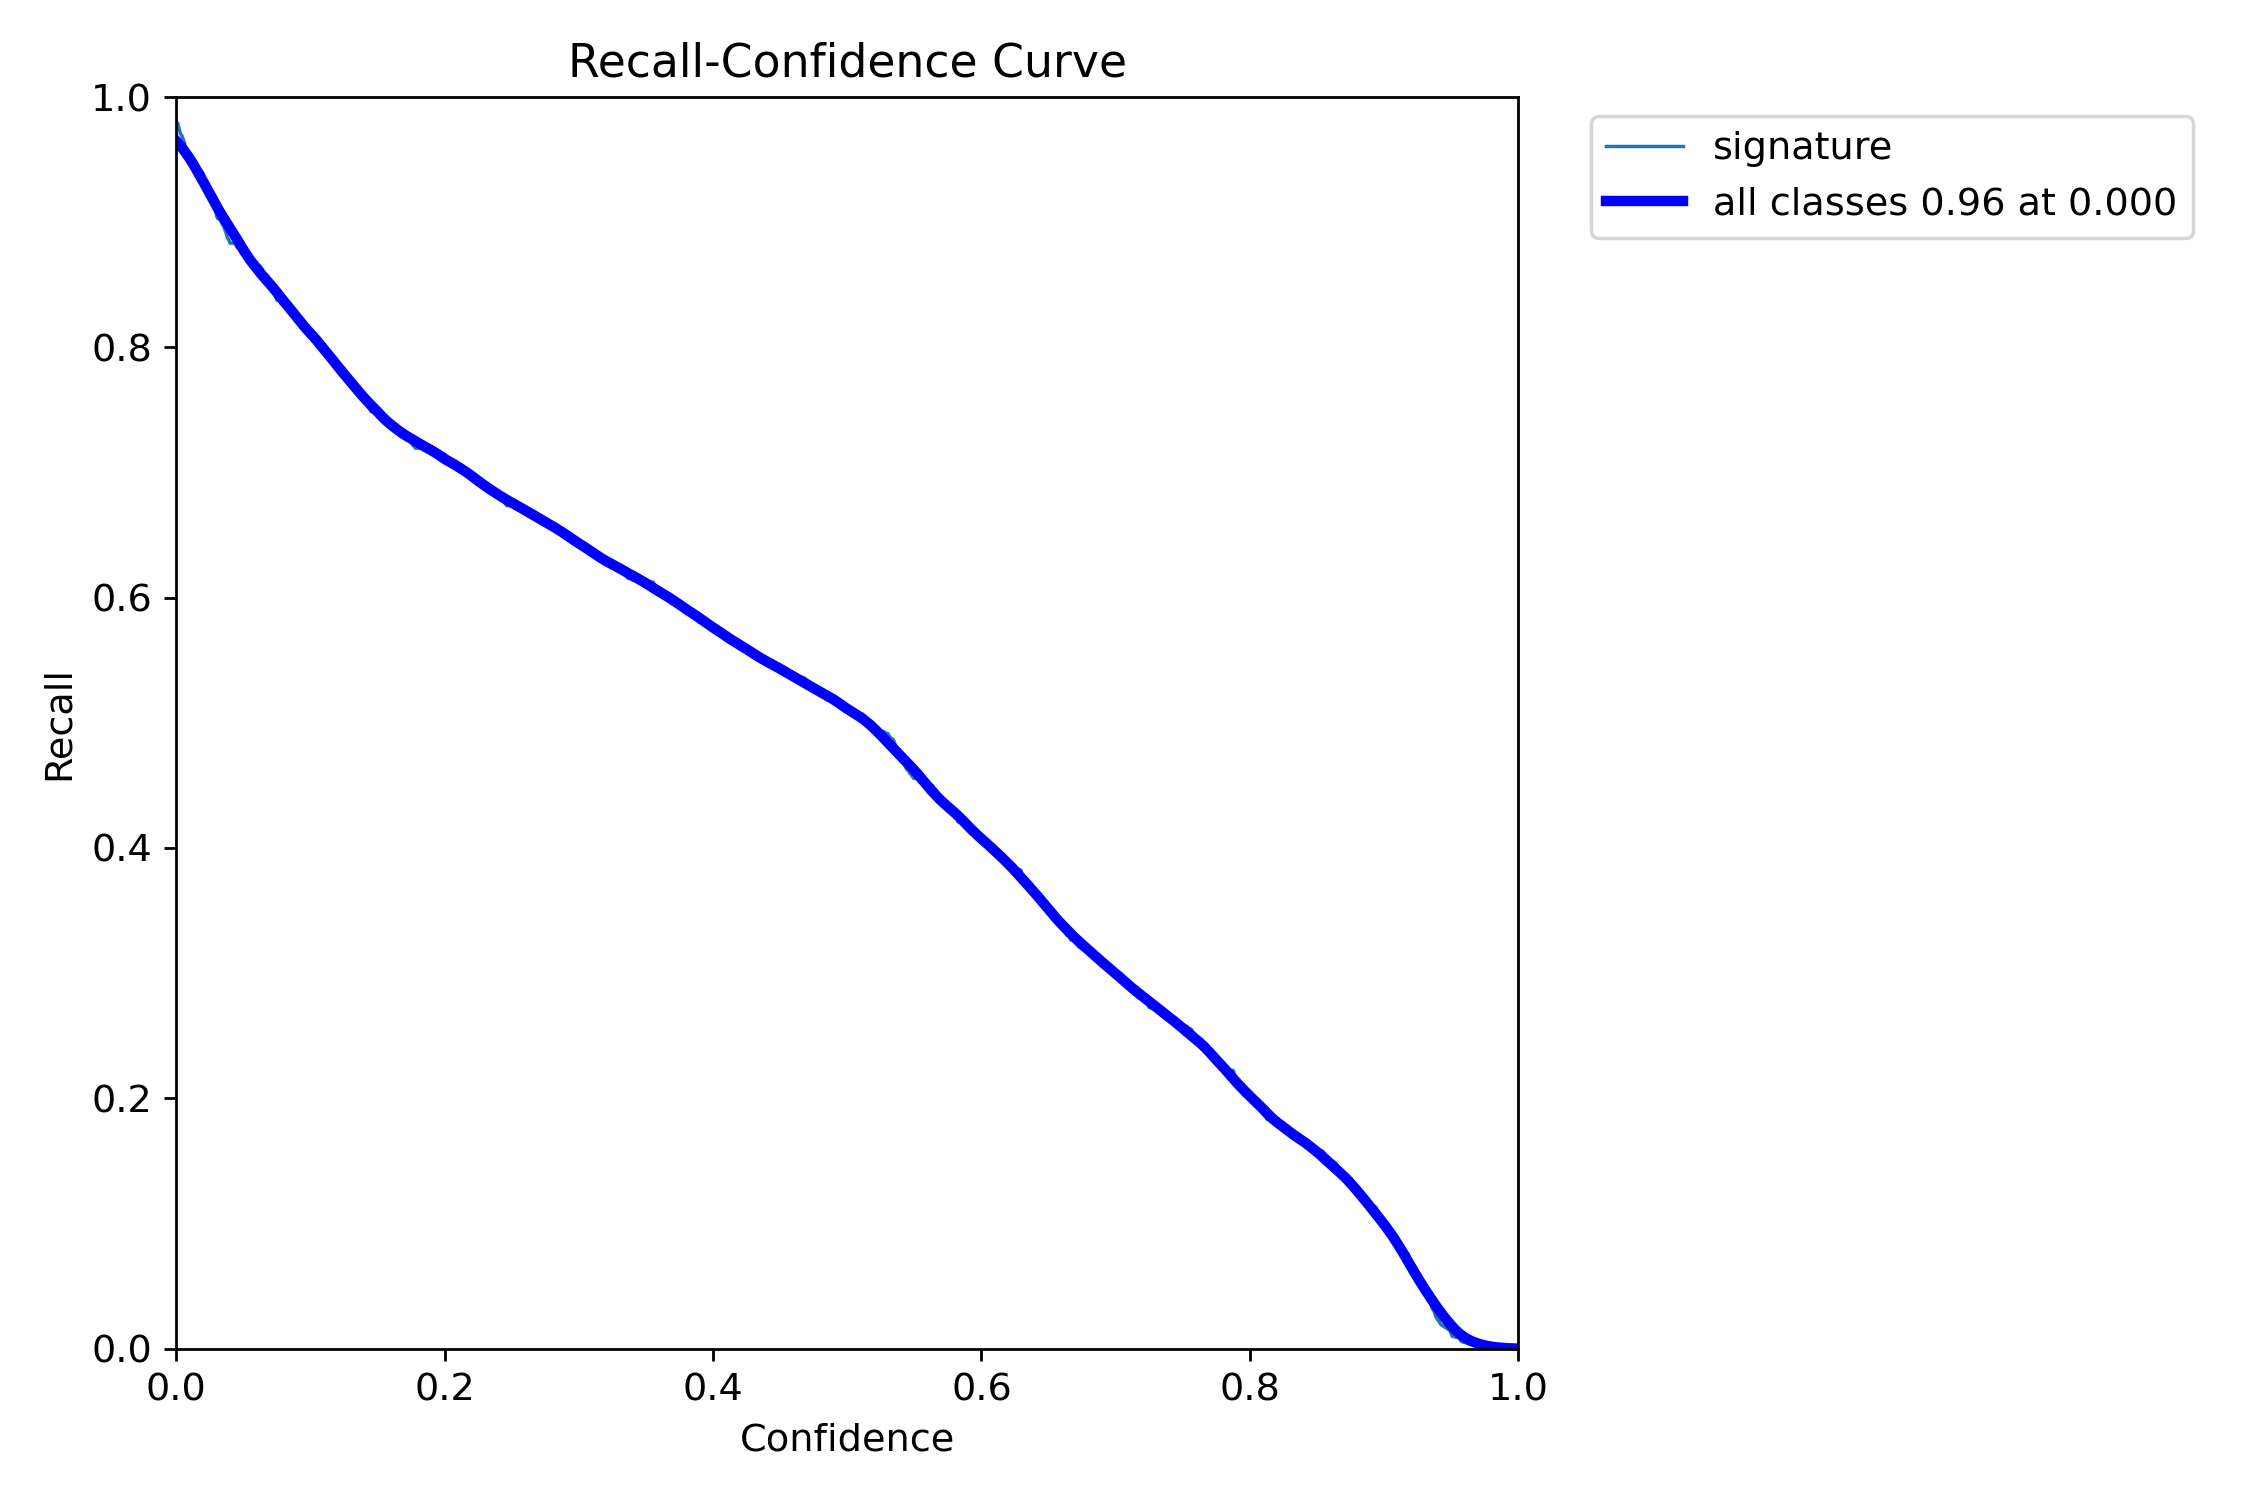 Recall-Confidence Curve
1.0
0.8
0.6
0.4
0.2
0.0
Recall
0.0 0.2 0.4 0.6 0.8 1.0
Confidence
signature
all classes 0.96 at 0.000